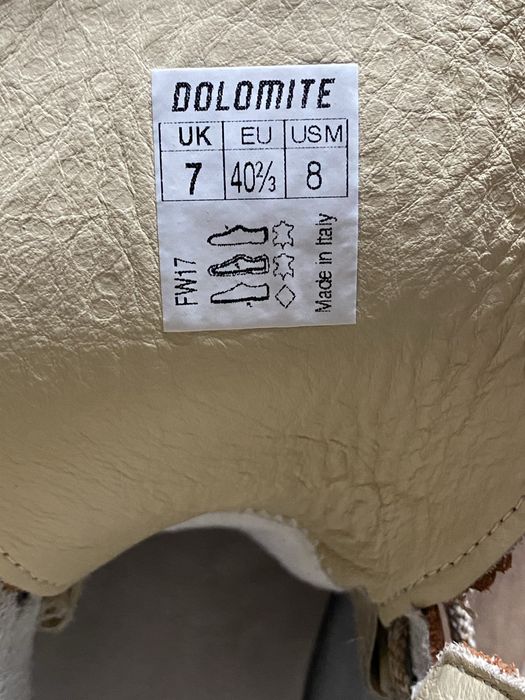 DOLOMITE
UK EU USM
7 40⅔ 8
FW17
Made in Italy